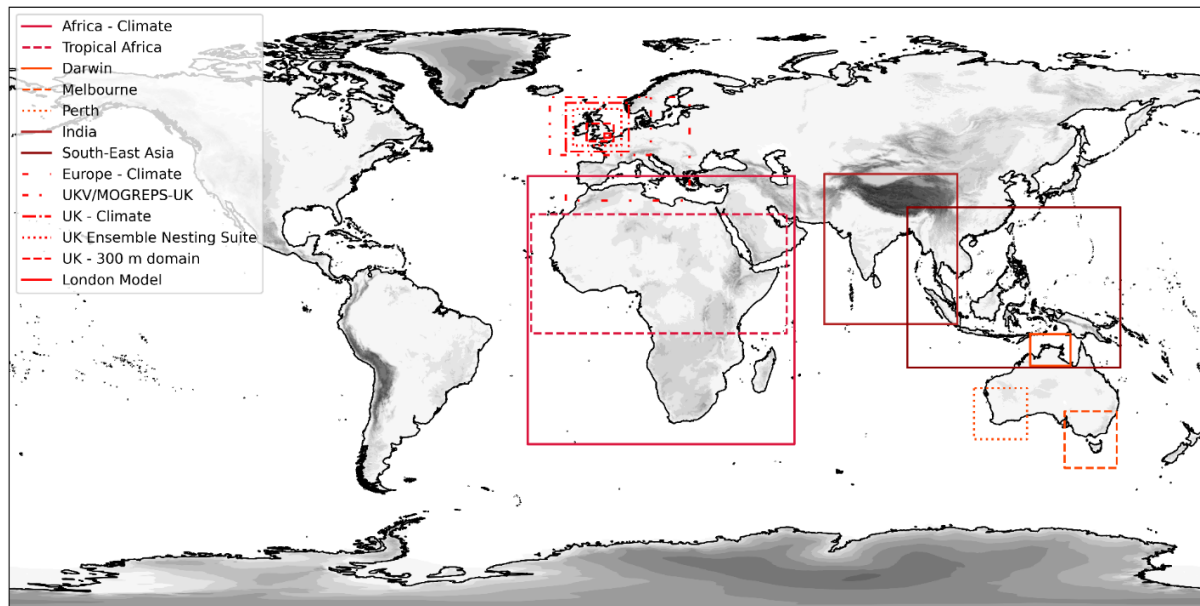 Africa - Climate
Tropical Africa
Darwin
Melbourne
Perth
India
South-East Asia
Europe - Climate
UKV/MOGREPS-UK
UK - Climate
UK Ensemble Nesting Suite
UK - 300 m domain
London Model